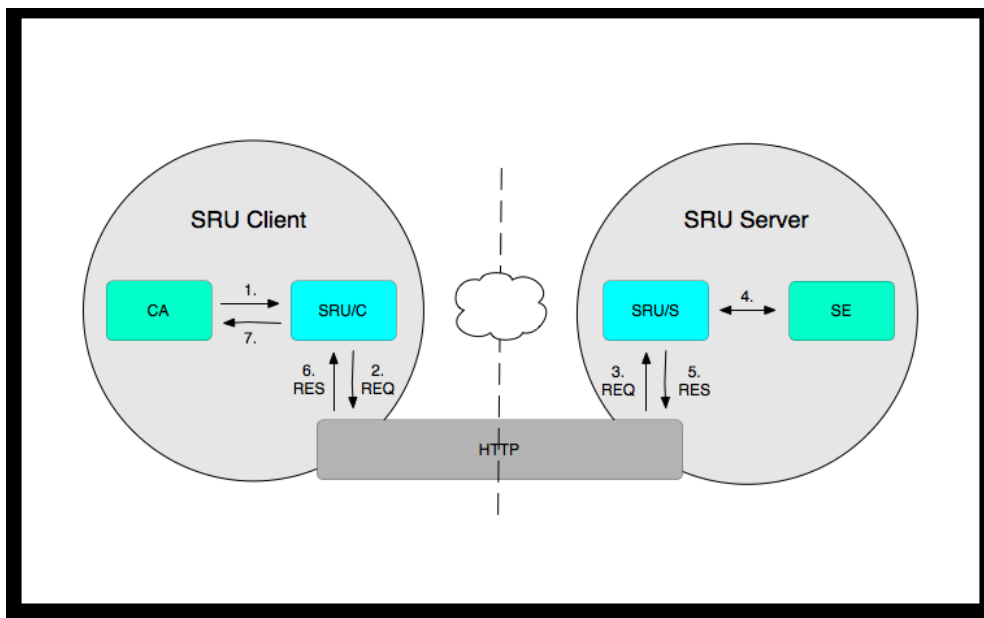 SRU Client
SRU Server
CA
1.
7.
SRU/C
SRU/S
4.
SE
6.
RES
2.
REQ
3.
REQ
5.
RES
HTTP